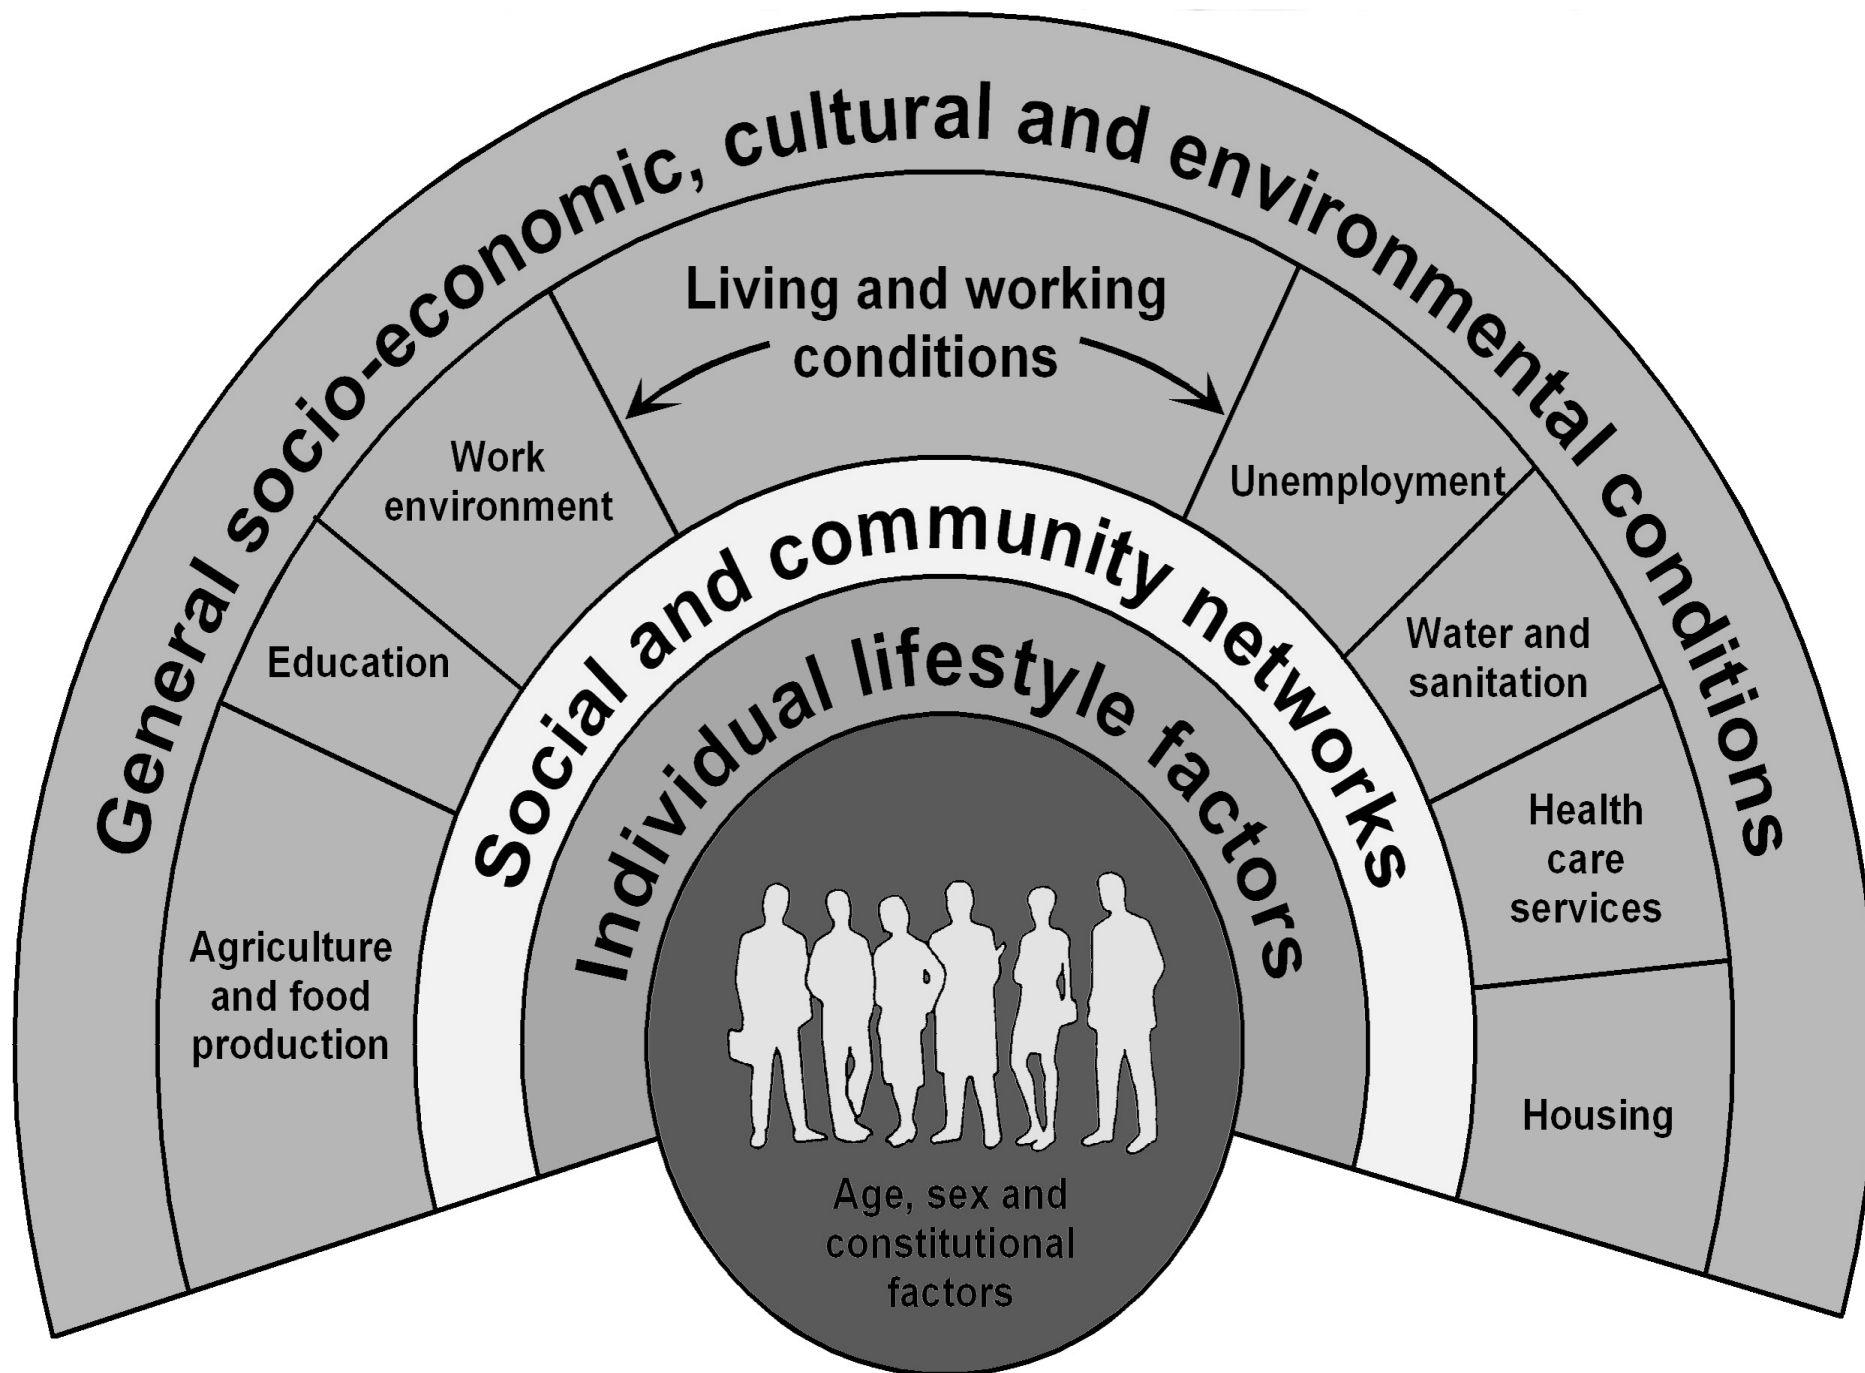 General socio-economic, cultural and environmental conditions
Living and working
conditions
Work
environment
Unemployment
Education
Water and
sanitation
Agriculture
and food
production
Health
care
services
Housing
Social and community networks
Individual lifestyle factors
Age, sex and
constitutional
factors